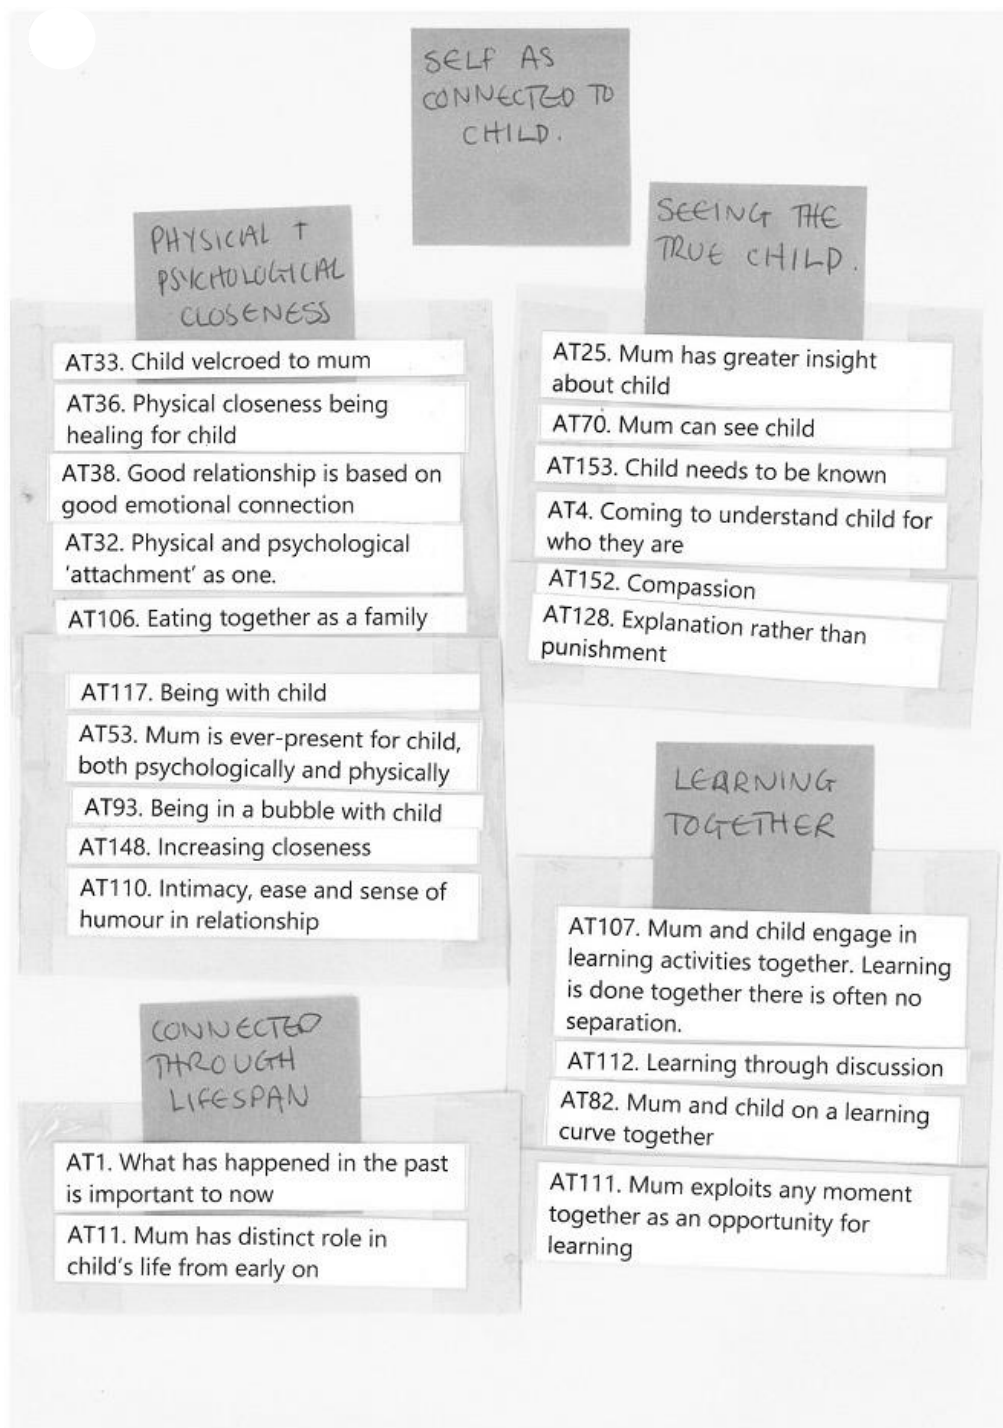 SELF AS
CONNECTED TO
CHILD.
PHYSICAL +
PSYCHOLOGICAL
CLOSENESS
AT33. Child velcroed to mum
AT36. Physical closeness being
healing for child
AT38. Good relationship is based on
good emotional connection
AT32. Physical and psychological
'attachment' as one.
AT106. Eating together as a family
AT117. Being with child
AT53. Mum is ever-present for child,
both psychologically and physically
AT93. Being in a bubble with child
AT148. Increasing closeness
AT110. Intimacy, ease and sense of
humour in relationship
CONNECTED
THROUGH
LIFESPAN
AT1. What has happened in the past
is important to now
AT11. Mum has distinct role in
child's life from early on
SEEING THE
TRUE CHILD.
AT25. Mum has greater insight
about child
AT70. Mum can see child
AT153. Child needs to be known
AT4. Coming to understand child for
who they are
AT152. Compassion
AT128. Explanation rather than
punishment
LEARNING
TOGETHER
AT107. Mum and child engage in
learning activities together. Learning
is done together there is often no
separation.
AT112. Learning through discussion
AT82. Mum and child on a learning
curve together
AT111. Mum exploits any moment
together as an opportunity for
learning